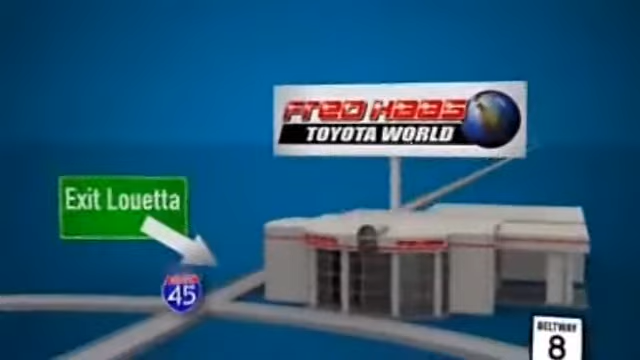 FRED HAAS
TOYOTA WORLD
Exit Louetta
45
BELTWAY
8